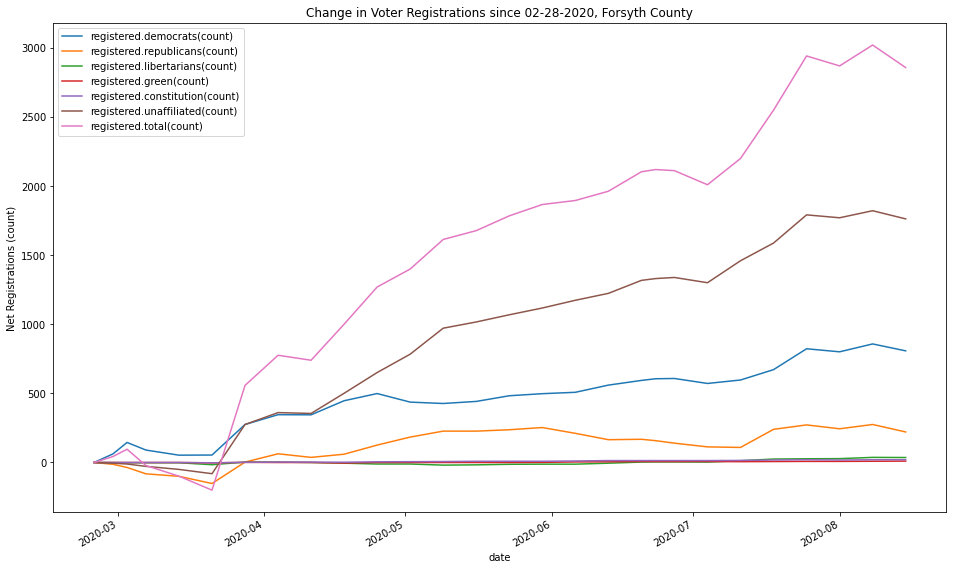 Change in Voter Registrations since 02-28-2020, Forsyth County
registered.democrats(count)
registered.republicans(count)
registered.libertarians(count)
registered.green(count)
registered.constitution(count)
registered.unaffiliated(count)
registered.total(count)
Net Registrations (count)
3000
2500
2000
1500
1000
500
0
2020-03
2020-04
2020-05
2020-06
2020-07
2020-08
date